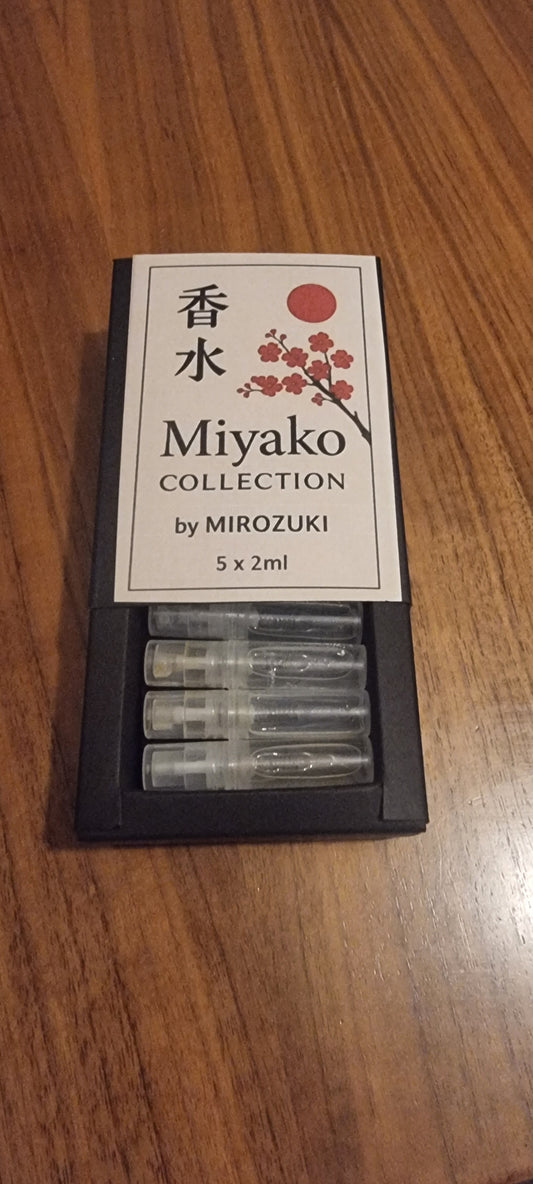 香水
Miyako
COLLECTION
by MIROZUKI
5 x 2ml